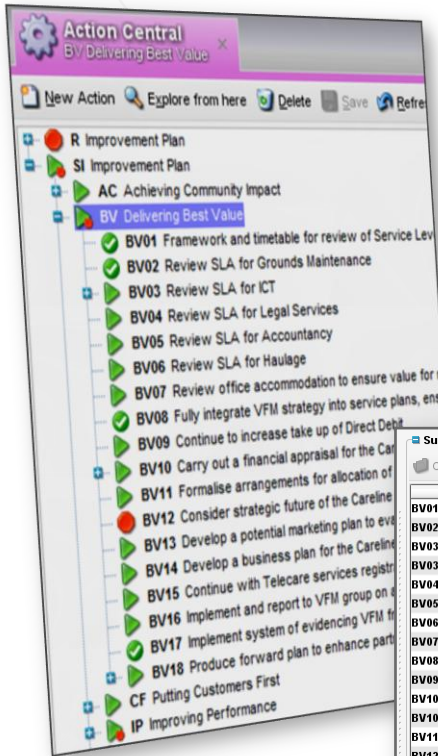 Action Central
BV Delivering Best Value
New Action Explore from here Delete Save
R Improvement Plan
SI Improvement Plan
AC Achieving Community Impact
BV Delivering Best Value
BV01 Framework and timetable for review of Service
BV02 Review SLA for Grounds Maintenance
BV03 Review SLA for ICT
BV04 Review SLA for Legal Services
BV05 Review SLA for Accountancy
BV06 Review SLA for Haulage
BV07 Review office accommodation to ensure value for
BV08 Fully integrate VFM strategy into service plans,
BV09 Continue to increase take up of Direct Debit
BV10 Carry out a financial appraisal for the
BV11 Formalise arrangements for allocation of
BV12 Consider strategic future of the Careline
BV13 Develop a potential marketing plan to
BV14 Develop a business plan for the Careline
BV15 Continue with Telecare services
BV16 Implement and report to VFM group on
BV17 Implement system of evidencing VFM
BV18 Produce forward plan to enhance
CF Putting Customers First
IP Improving Performance
BV01
BV02
BV03
BV03
BV04
BV05
BV06
BV07
BV08
BV09
BV10
BV10
BV11